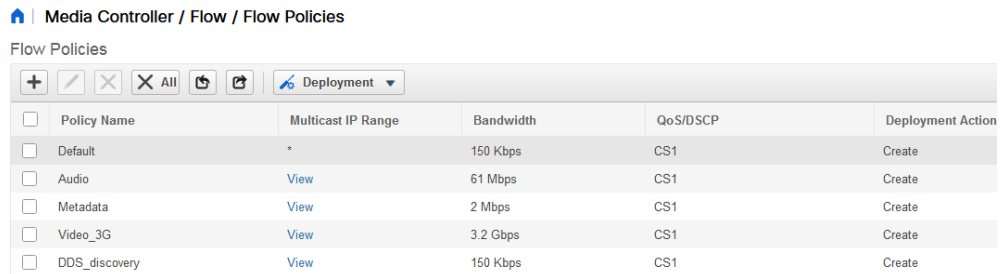 Media Controller / Flow / Flow Policies
Flow Policies
All Deployment
Policy Name Multicast IP Range Bandwidth QoS/DSCP Deployment Action
Default * 150 Kbps CS1 Create
Audio View 61 Mbps CS1 Create
Metadata View 2 Mbps CS1 Create
Video_3G View 3.2 Gbps CS1 Create
DDS_discovery View 150 Kbps CS1 Create